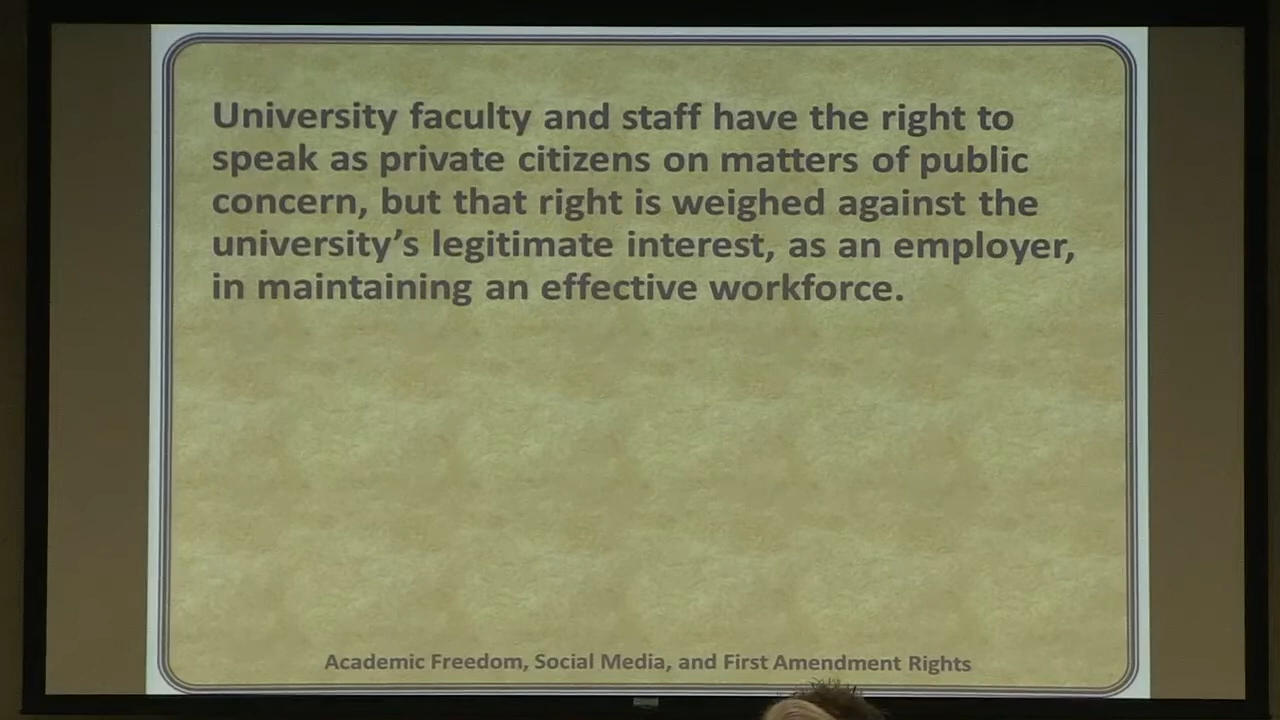 University faculty and staff have the right to
speak as private citizens on matters of public
concern, but that right is weighed against the
university’s legitimate interest, as an employer,
in maintaining an effective workforce.
Academic Freedom, Social Media, and First Amendment Rights